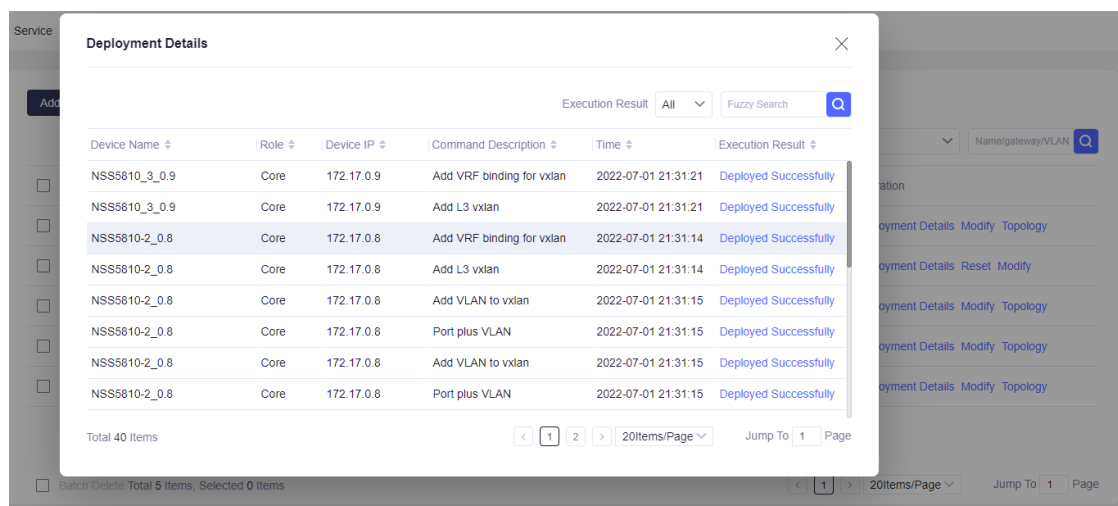 Service
Deployment Details
Add
Execution Result All Fuzzy Search
Name/gateway/VLAN
Device Name Role Device IP Command Description Time Execution Result
NSS5810_3_0.9 Core 172.17.0.9 Add VRF binding for vxlan 2022-07-01 21:31:21 Deployed Successfully
ration
NSS5810_3_0.9 Core 172.17.0.9 Add L3 vxlan 2022-07-01 21:31:21 Deployed Successfully
oyment Details Modify Topology
NSS5810-2_0.8 Core 172.17.0.8 Add VRF binding for vxlan 2022-07-01 21:31:14 Deployed Successfully
NSS5810-2_0.8 Core 172.17.0.8 Add L3 vxlan 2022-07-01 21:31:14 Deployed Successfully
oyment Details Reset Modify
NSS5810-2_0.8 Core 172.17.0.8 Add VLAN to vxlan 2022-07-01 21:31:15 Deployed Successfully
oyment Details Modify Topology
NSS5810-2_0.8 Core 172.17.0.8 Port plus VLAN 2022-07-01 21:31:15 Deployed Successfully
oyment Details Modify Topology
NSS5810-2_0.8 Core 172.17.0.8 Add VLAN to vxlan 2022-07-01 21:31:15 Deployed Successfully
oyment Details Modify Topology
NSS5810-2_0.8 Core 172.17.0.8 Port plus VLAN 2022-07-01 21:31:15 Deployed Successfully
Total 40 Items < 1 2 > 20Items/Page Jump To 1 Page
Batch Delete Total 5 Items, Selected 0 Items < 1 > 20Items/Page Jump To 1 Page